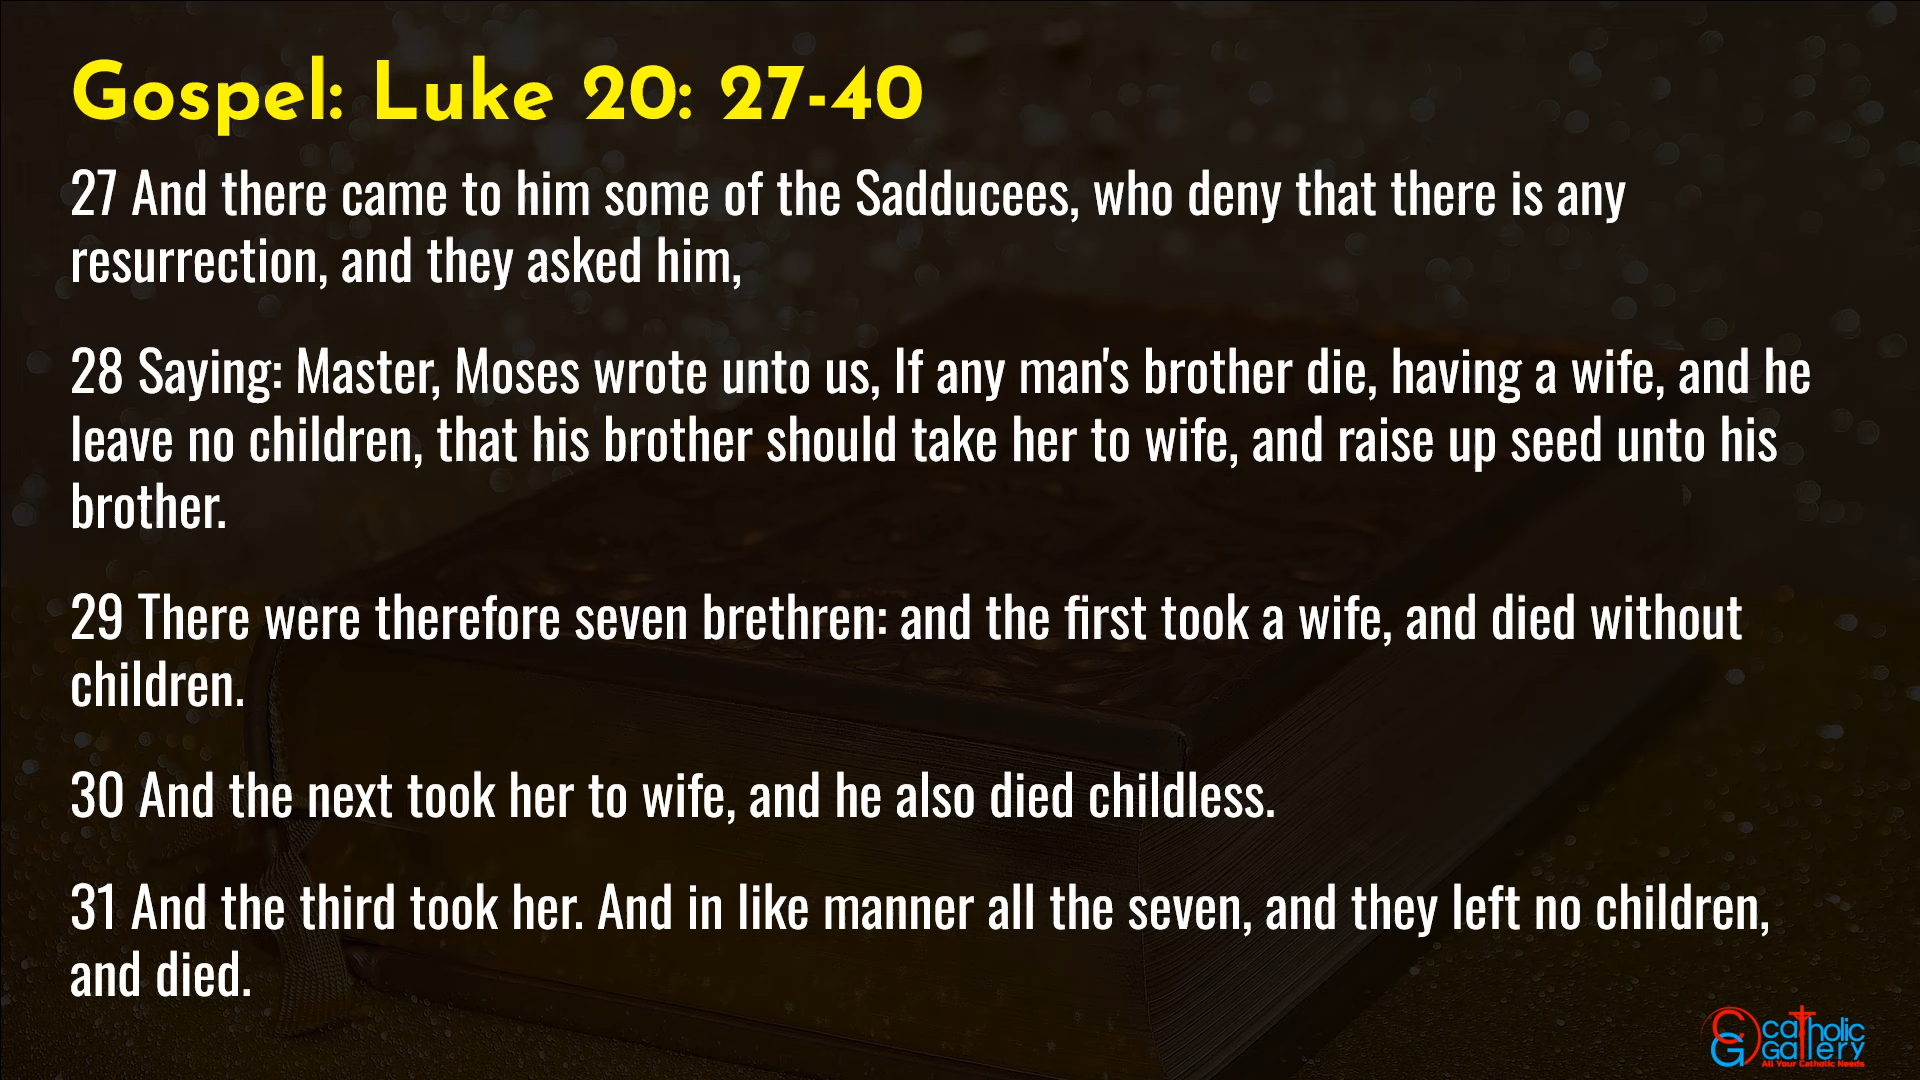 Gospel: Luke 20: 27-40
27 And there came to him some of the Sadducees, who deny that there is any
resurrection, and they asked him,
28 Saying: Master, Moses wrote unto us, If any man's brother die, having a wife, and he
leave no children, that his brother should take her to wife, and raise up seed unto his
brother.
29 There were therefore seven brethren: and the first took a wife, and died without
children.
30 And the next took her to wife, and he also died childless.
31 And the third took her. And in like manner all the seven, and they left no children,
and died.
CG catholic
Gallery
All Your Catholic Needs